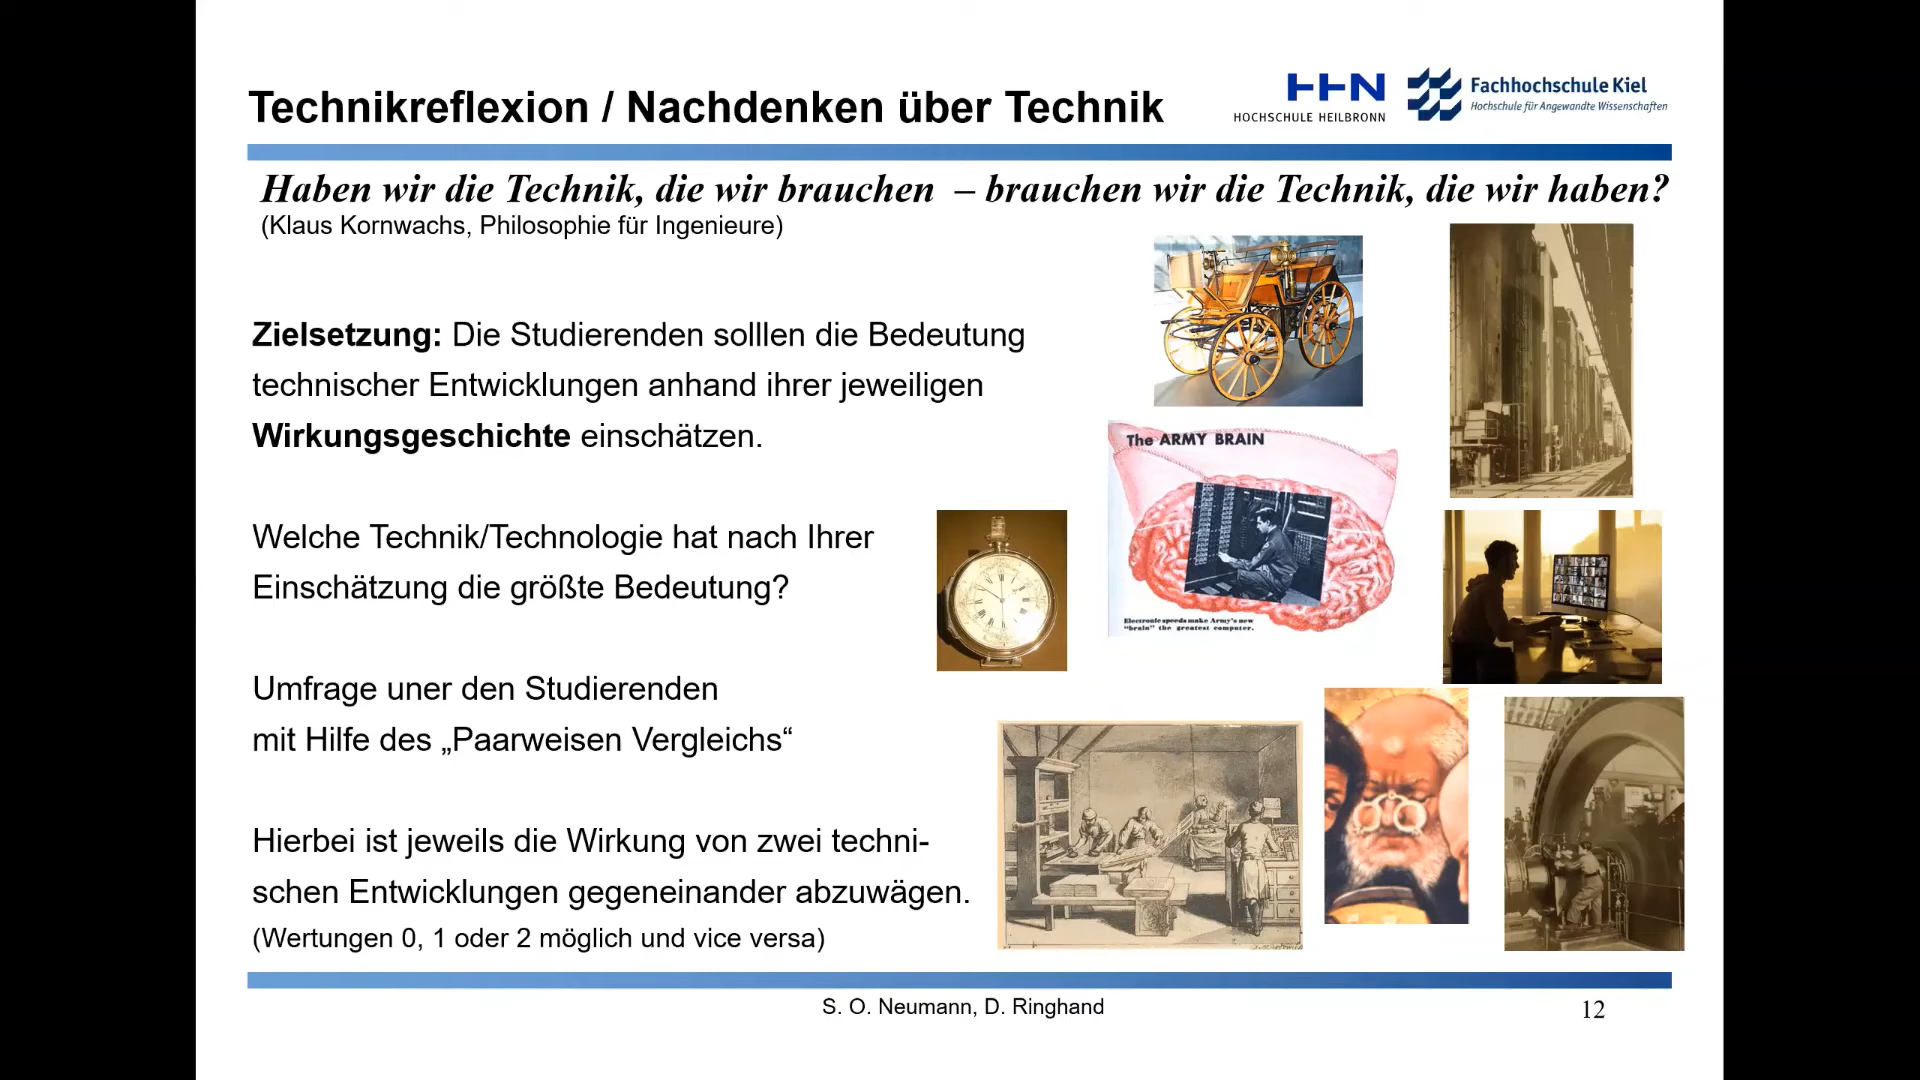 Technikreflexion / Nachdenken über Technik
HHN
HOCHSCHULE HEILBRONN
Fachhochschule Kiel
Hochschule für Angewandte Wissenschaften
Haben wir die Technik, die wir brauchen – brauchen wir die Technik, die wir haben?
(Klaus Kornwachs, Philosophie für Ingenieure)
Zielsetzung: Die Studierenden solllen die Bedeutung
technischer Entwicklungen anhand ihrer jeweiligen
Wirkungsgeschichte einschätzen.
Welche Technik/Technologie hat nach Ihrer
Einschätzung die größte Bedeutung?
Umfrage uner den Studierenden
mit Hilfe des „Paarweisen Vergleichs“
Hierbei ist jeweils die Wirkung von zwei techni-
schen Entwicklungen gegeneinander abzuwägen.
(Wertungen 0, 1 oder 2 möglich und vice versa)
The ARMY BRAIN
Electronic speeds make Army's new
"brain" the greatest computer.
S. O. Neumann, D. Ringhand
12